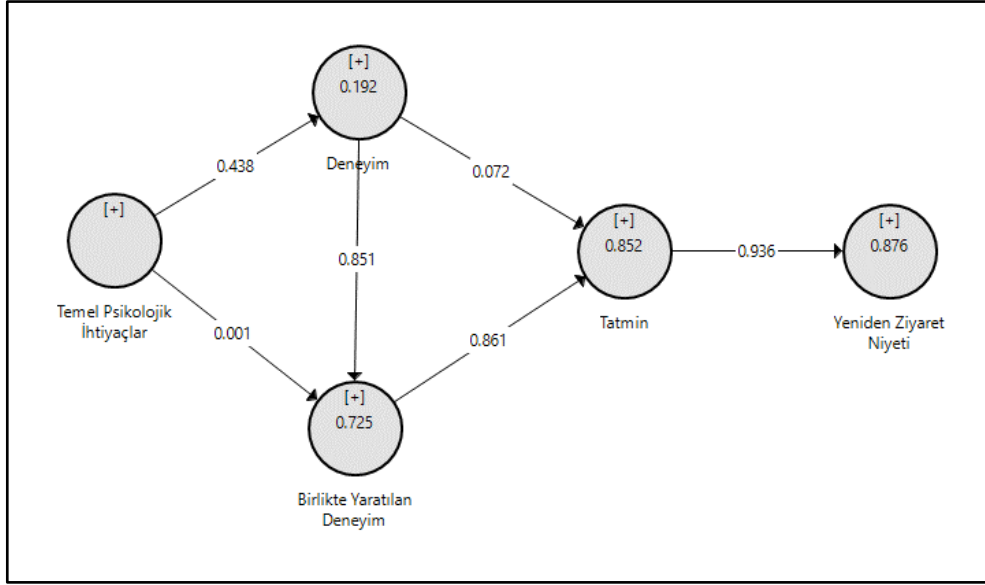 [+]
0.192
Deneyim
0.438
0.072
[+]
Temel Psikolojik
İhtiyaçlar
0.851
[+]
0.852
Tatmin
0.936
[+]
0.876
Yeniden Ziyaret
Niyeti
0.001
0.861
[+]
0.725
Birlikte Yaratılan
Deneyim